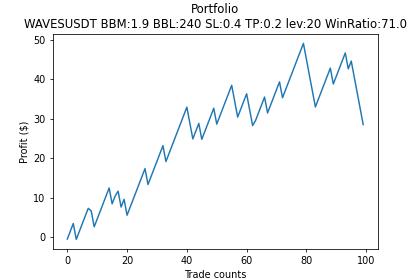 Portfolio
WAVESUSDT BBM:1.9 BBL:240 SL:0.4 TP:0.2 lev:20 WinRatio:71.0
50
40
30
20
10
0
Profit ($)
0 20 40 60 80 100
Trade counts